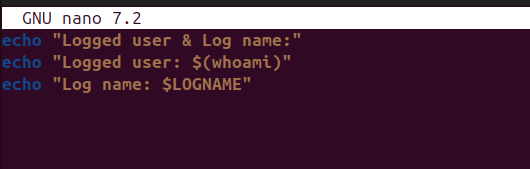 GNU nano 7.2
echo "Logged user & Log name:"
echo "Logged user: $(whoami)"
echo "Log name: $LOGNAME"